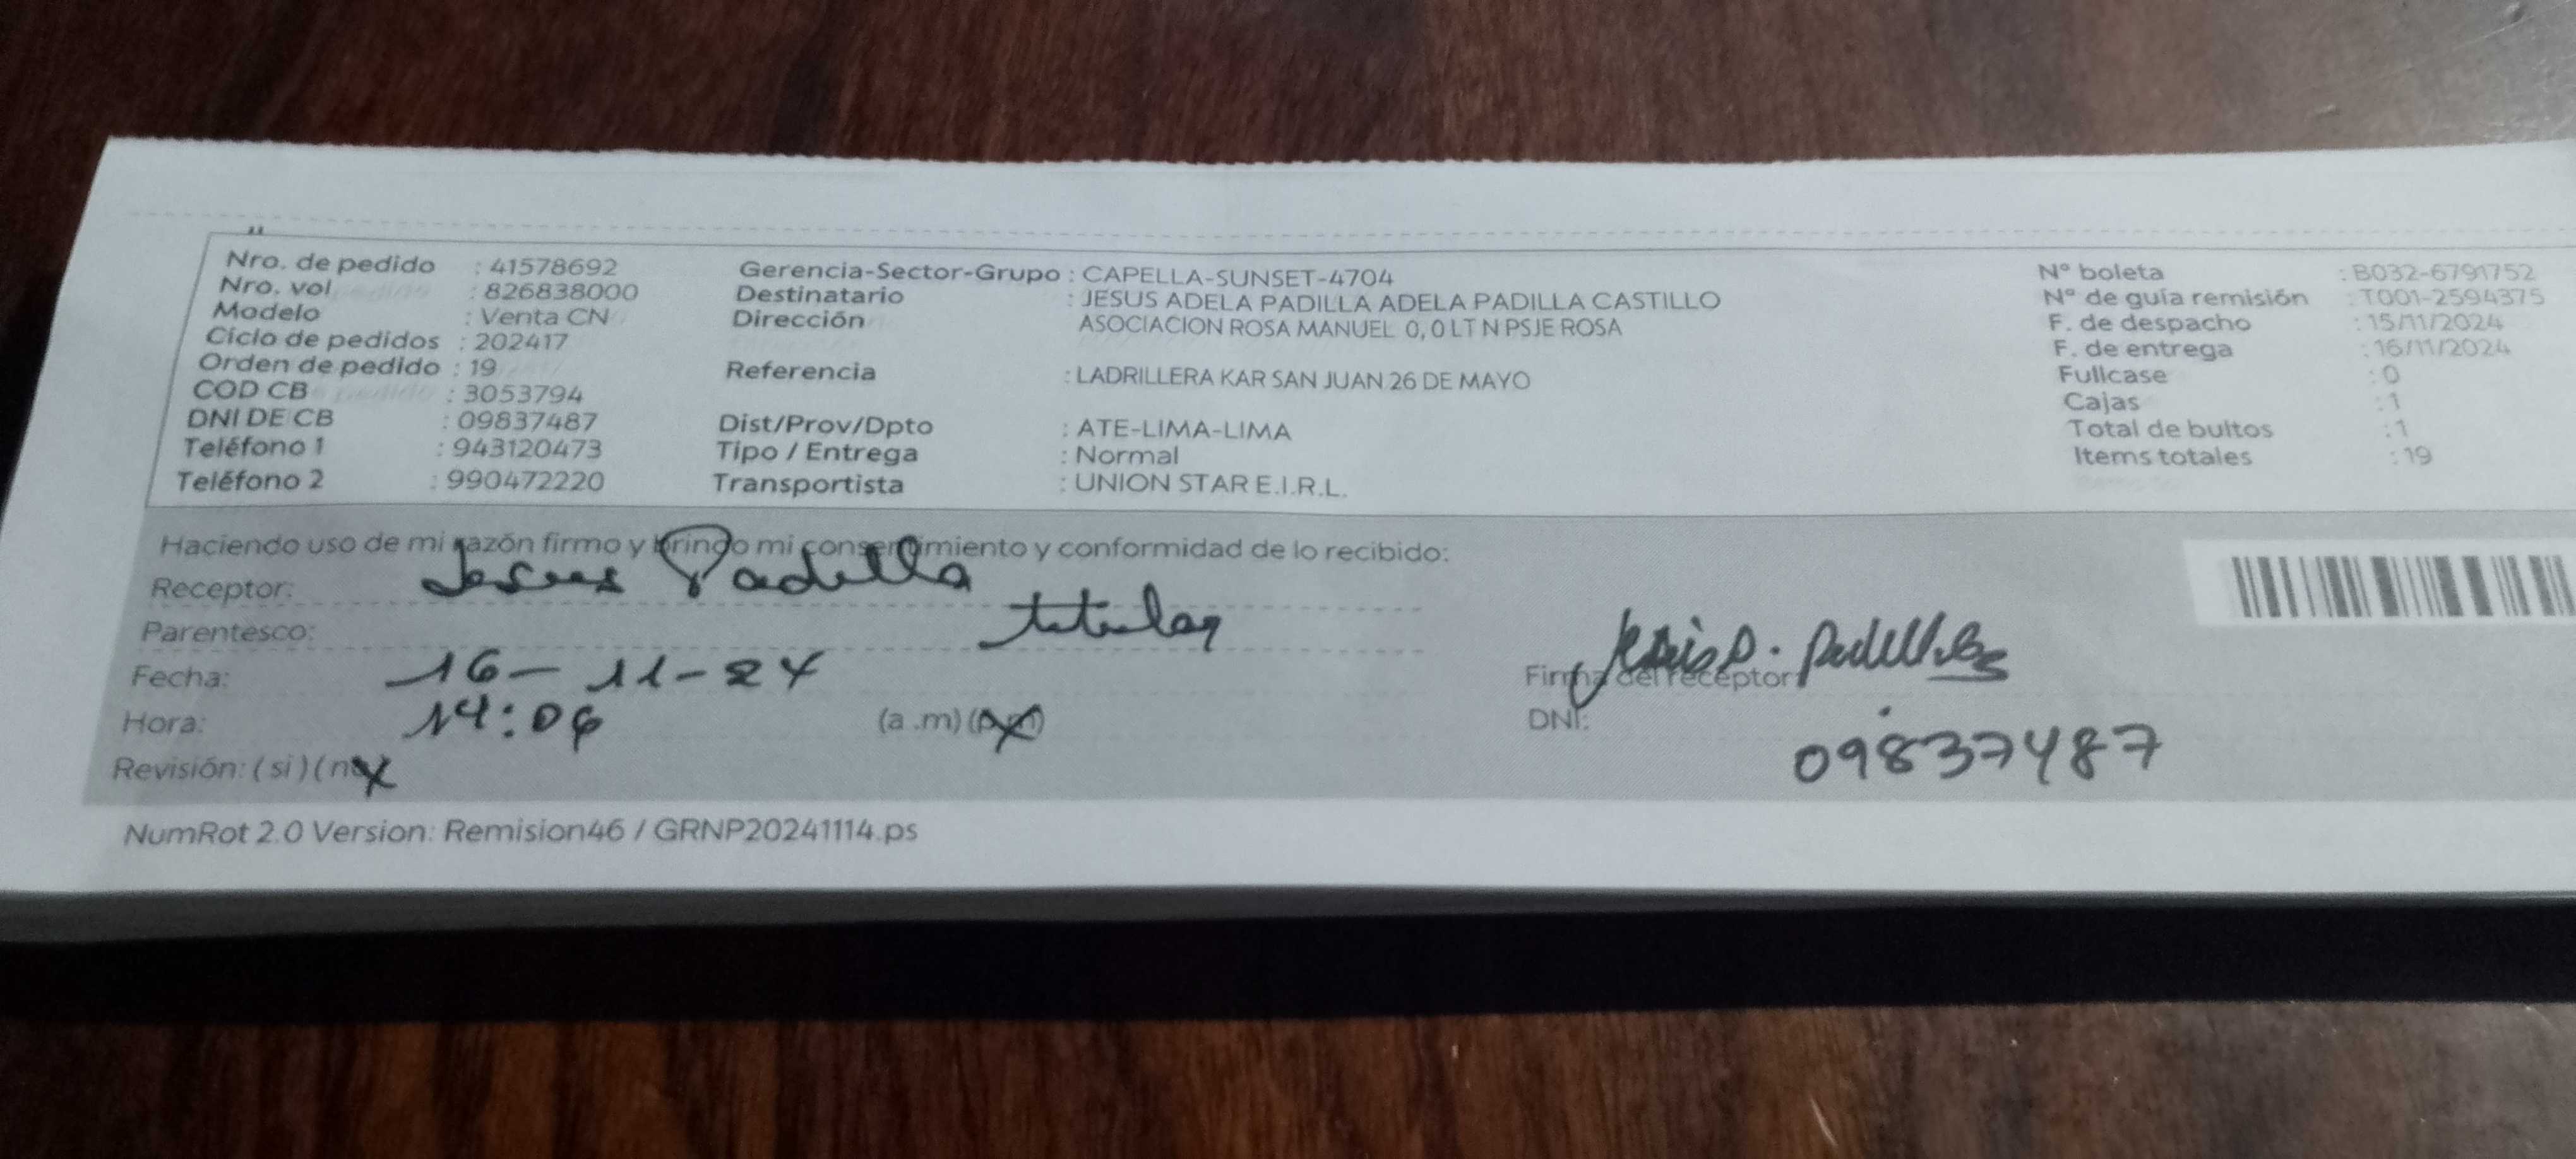 Nro. de pedido : 41578692
Nro. vol : 826838000
Modelo : Venta CN
Ciclo de pedidos : 202417
Orden de pedido : 19
COD CB : 3053794
DNI DE CB : 09837487
Teléfono 1 : 943120473
Teléfono 2 : 990472220
Gerencia-Sector-Grupo : CAPELLA-SUNSET-4704
Destinatario : JESUS ADELA PADILLA ADELA PADILLA CASTILLO
Dirección ASOCIACION ROSA MANUEL 0, 0 LT N PSJE ROSA
Referencia : LADRILLERA KAR SAN JUAN 26 DE MAYO
Dist/Prov/Dpto : ATE-LIMA-LIMA
Tipo / Entrega : Normal
Transportista : UNION STAR E.I.R.L.
N° boleta : B032-6791752
N° de guía remisión : T001-2594375
F. de despacho : 15/11/2024
F. de entrega : 16/11/2024
Fullcase : 0
Cajas : 1
Total de bultos : 1
Items totales : 19
Haciendo uso de mi razón firmo y brindo mi consentimiento y conformidad de lo recibido:
Receptor: Jesus Padilla
Parentesco: titular
Fecha: 16-11-24
Hora: 14:06 (a .m) (p.m)
Revisión: ( si ) ( no
Firma del receptor:
DNI: 09837487
NumRot 2.0 Version: Remision46 / GRNP20241114.ps